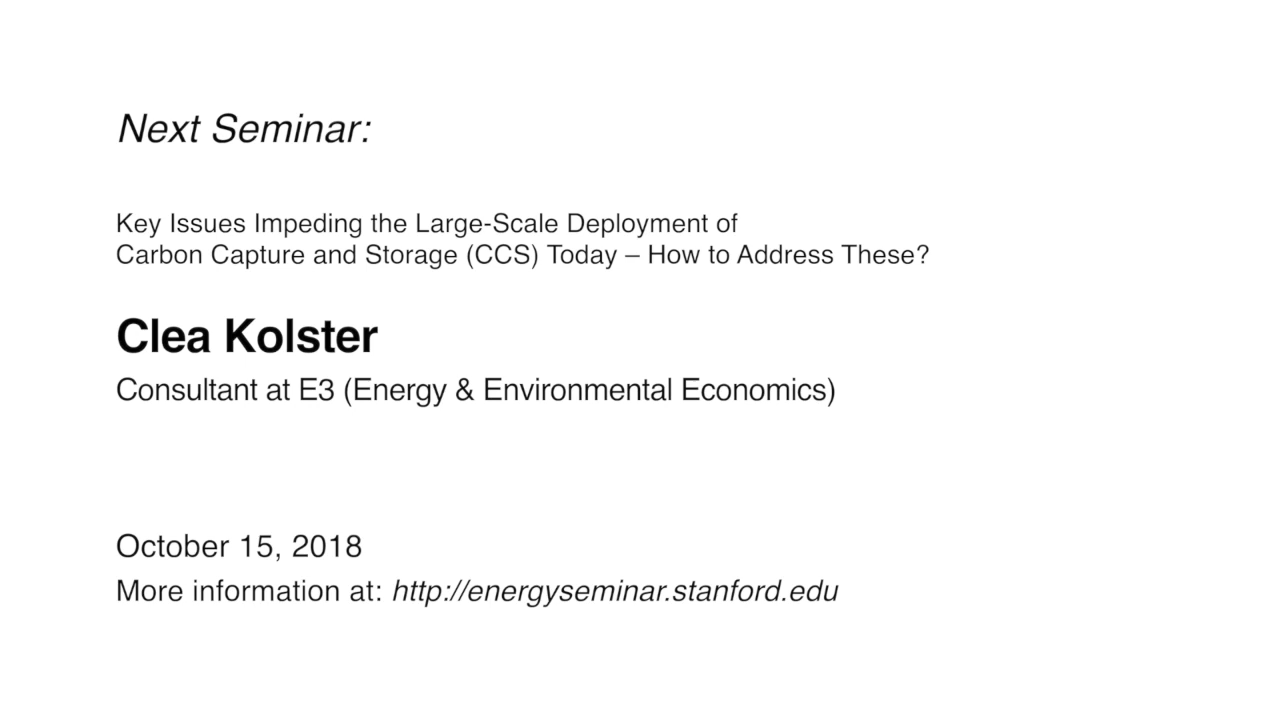 Next Seminar:
Key Issues Impeding the Large-Scale Deployment of
Carbon Capture and Storage (CCS) Today – How to Address These?
Clea Kolster
Consultant at E3 (Energy & Environmental Economics)
October 15, 2018
More information at: http://energyseminar.stanford.edu